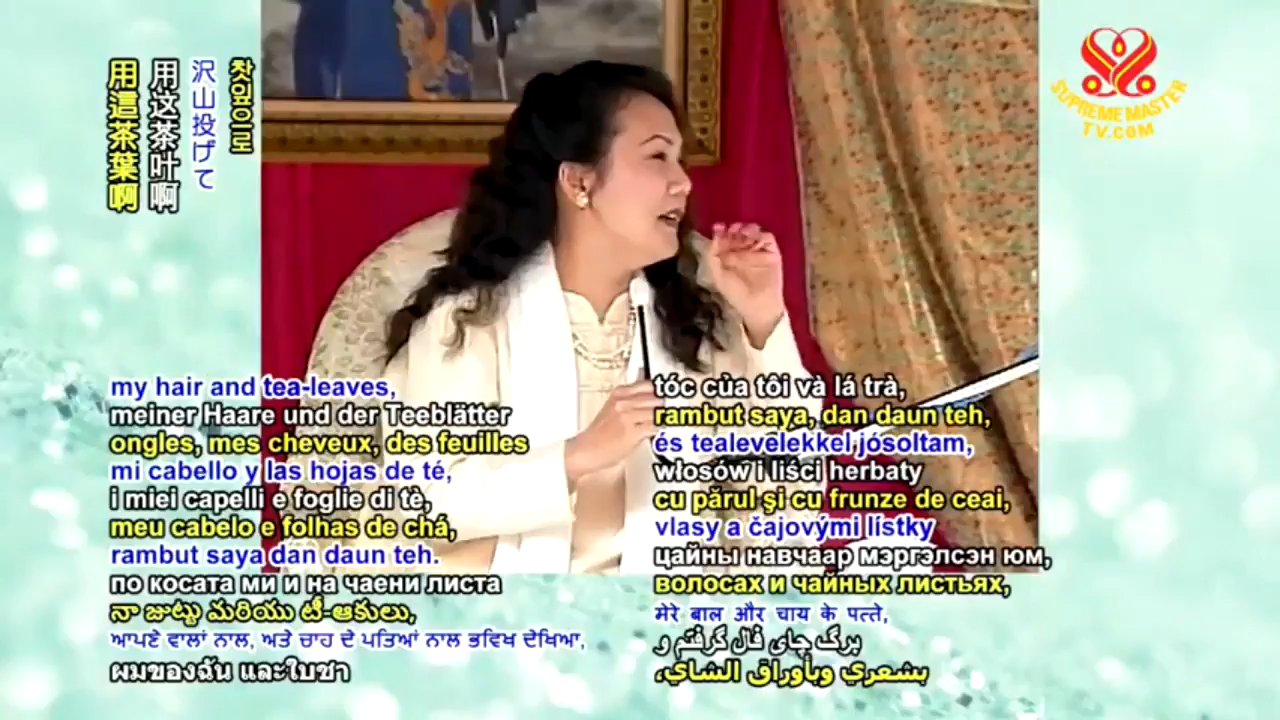 찻잎으로
沢山投げて
用这茶叶啊
用這茶葉啊
SUPREME MASTER
TV.COM
my hair and tea-leaves,
meiner Haare und der Teeblätter
ongles, mes cheveux, des feuilles
mi cabello y las hojas de té,
i miei capelli e foglie di tè,
meu cabelo e folhas de chá,
rambut saya dan daun teh.
по косата ми и на чаени листа
నా జుట్టు మరియు టీ-ఆకులు,
ਆਪਣੇ ਵਾਲਾਂ ਨਾਲ, ਅਤੇ ਚਾਹ ਦੇ ਪਤਿਆਂ ਨਾਲ ਭਵਿਖ ਦੇਖਿਆ,
ผมของฉัน และใบชา
tóc của tôi và lá trà,
rambut saya, dan daun teh,
és tealevelekkel jósoltam,
włosów i liści herbaty
cu părul şi cu frunze de ceai,
vlasy a čajovými lístky
цайны навчаар мэргэлсэн юм,
волосах и чайных листьях,
मेरे बाल और चाय के पत्ते,
برگ چای فال گرفتم و
بشعري وبأوراق الشاي،